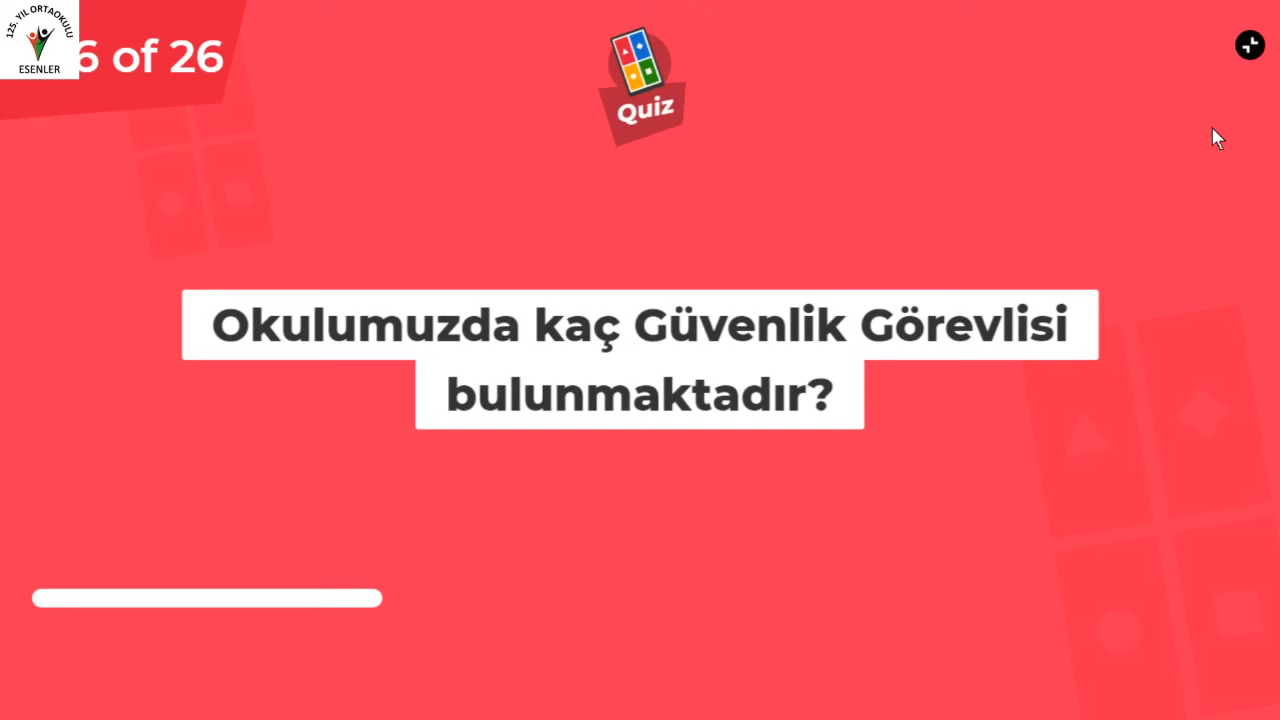 125. YIL ORTAOKULU
ESENLER
6 of 26
Quiz
Okulumuzda kaç Güvenlik Görevlisi
bulunmaktadır?